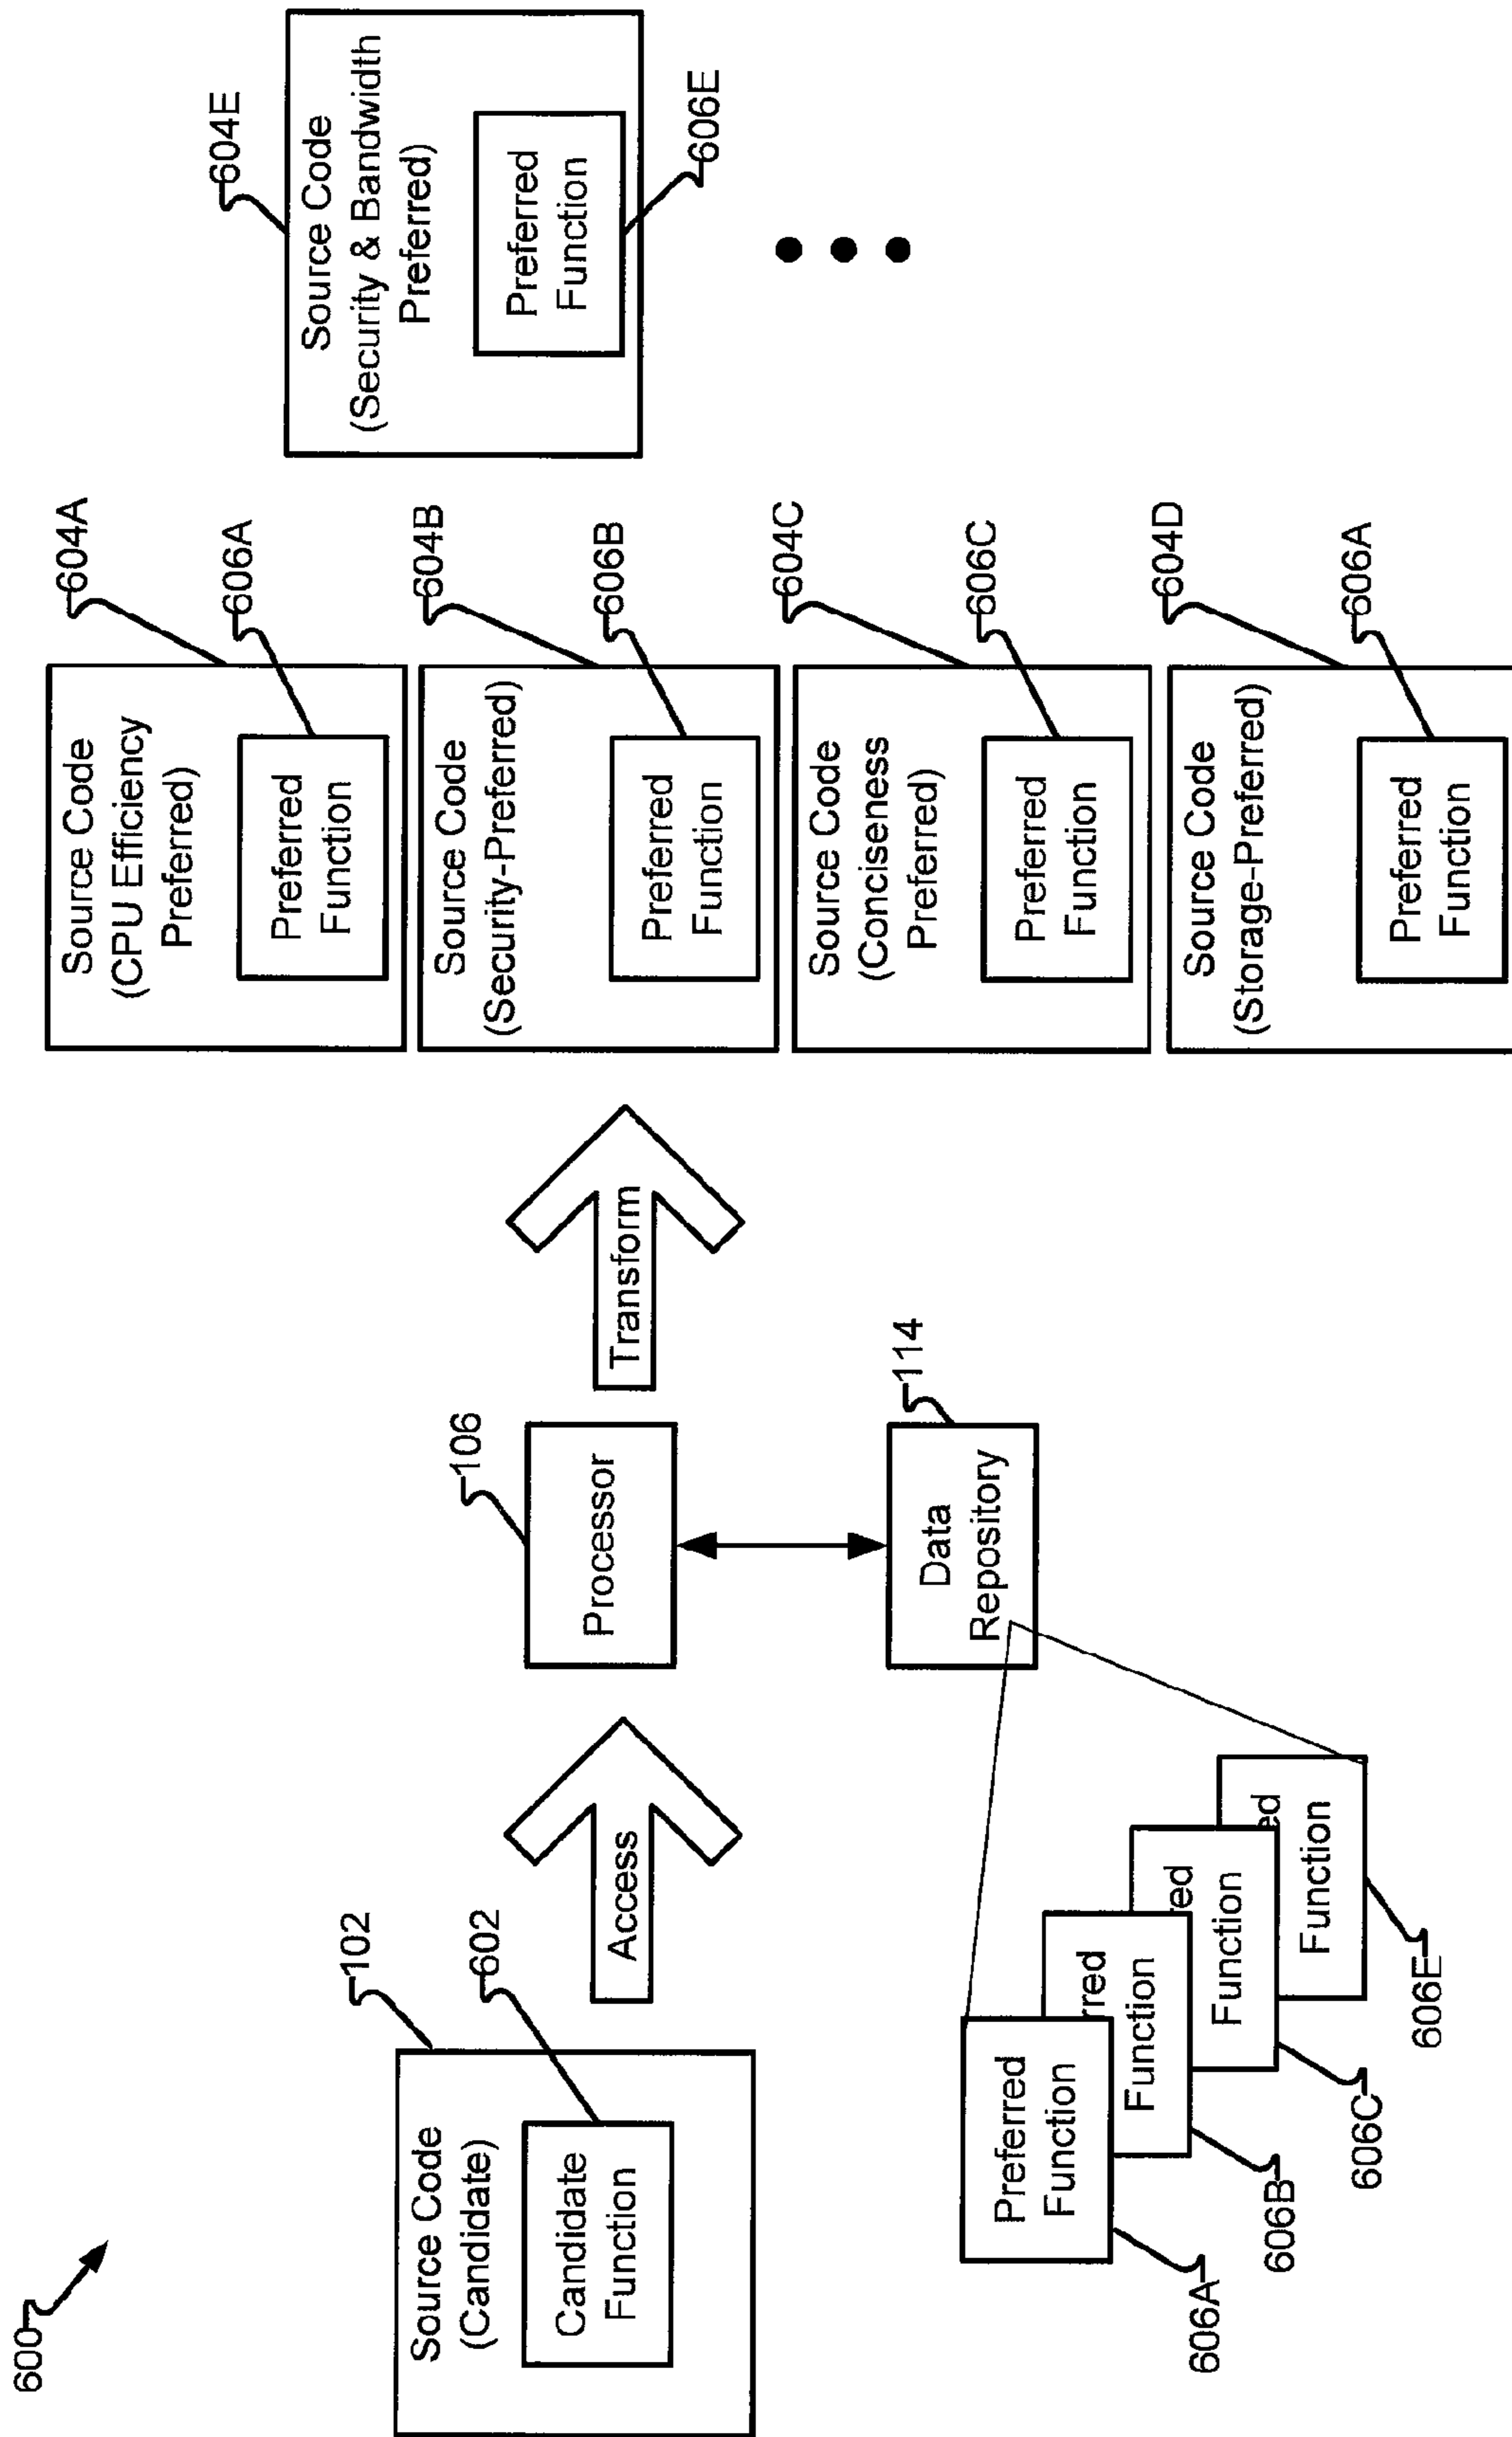 600
Source Code
(Candidate)
102
Candidate
Function
602
Access
Processor
106
Data
Repository
114
Preferred
Function
606A
rred
Function
606B
red
Function
606C
ed
Function
606E
Transform
Source Code
(CPU Efficiency
Preferred)
604A
Preferred
Function
606A
Source Code
(Security-Preferred)
604B
Preferred
Function
606B
Source Code
(Conciseness
Preferred)
604C
Preferred
Function
606C
Source Code
(Storage-Preferred)
604D
Preferred
Function
606A
Source Code
(Security & Bandwidth
Preferred)
604E
Preferred
Function
606E